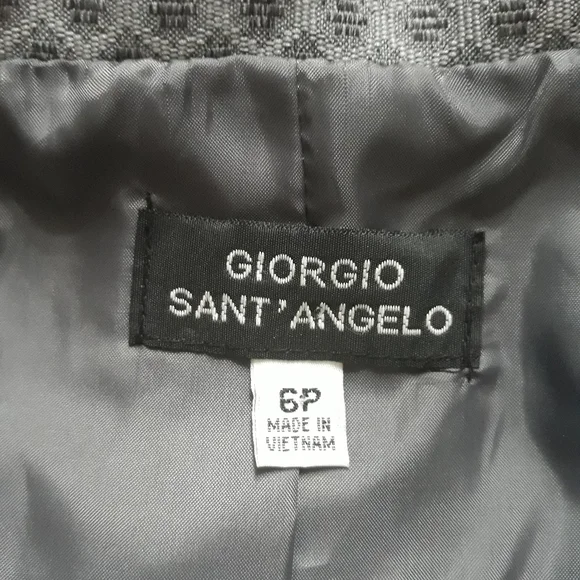 GIORGIO
SANT'ANGELO
6P
MADE IN
VIETNAM